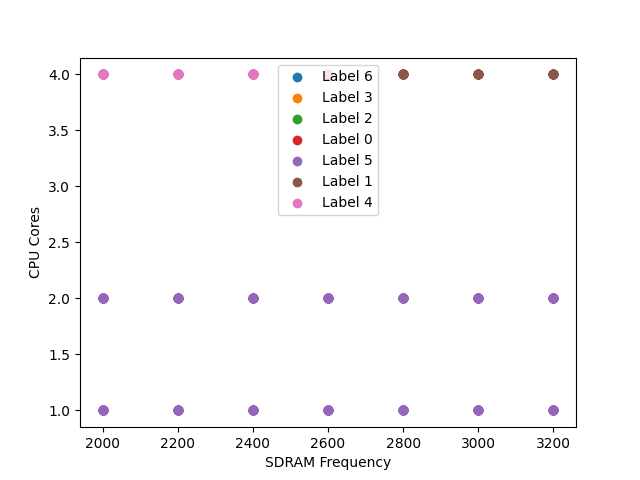 4.0
3.5
3.0
2.5
2.0
1.5
1.0
CPU Cores
Label 6
Label 3
Label 2
Label 0
Label 5
Label 1
Label 4
2000 2200 2400 2600 2800 3000 3200
SDRAM Frequency